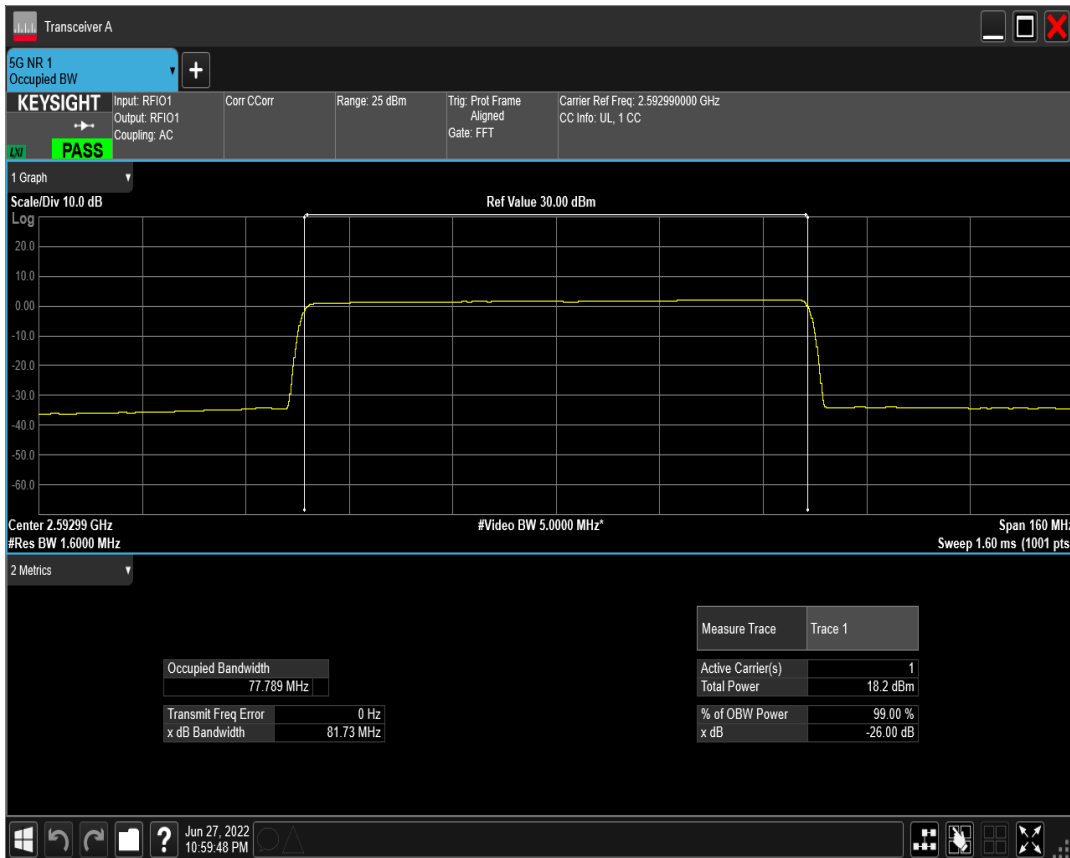 Transceiver A
5G NR 1
Occupied BW
+
KEYSIGHT
LXI
PASS
Input: RFIO1
Output: RFIO1
Coupling: AC
Corr CCorr
Range: 25 dBm
Trig: Prot Frame
Aligned
Gate: FFT
Carrier Ref Freq: 2.592990000 GHz
CC Info: UL, 1 CC
1 Graph
Scale/Div 10.0 dB
Ref Value 30.00 dBm
Log
20.0
10.0
0.00
-10.0
-20.0
-30.0
-40.0
-50.0
-60.0
Center 2.59299 GHz
#Video BW 5.0000 MHz*
Span 160 MHz
#Res BW 1.6000 MHz
Sweep 1.60 ms (1001 pts
2 Metrics
Measure Trace Trace 1
Occupied Bandwidth
77.789 MHz
Active Carrier(s) 1
Total Power 18.2 dBm
Transmit Freq Error 0 Hz
x dB Bandwidth 81.73 MHz
% of OBW Power 99.00 %
x dB -26.00 dB
?
Jun 27, 2022
10:59:48 PM